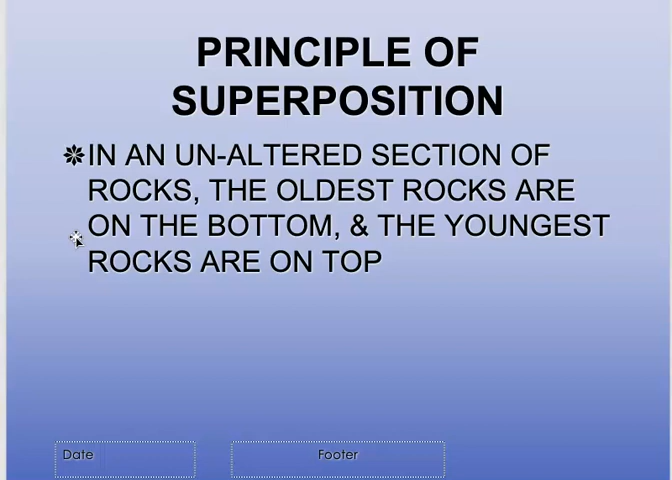 PRINCIPLE OF
SUPERPOSITION
IN AN UN-ALTERED SECTION OF
ROCKS, THE OLDEST ROCKS ARE
ON THE BOTTOM, & THE YOUNGEST
ROCKS ARE ON TOP
Date
Footer